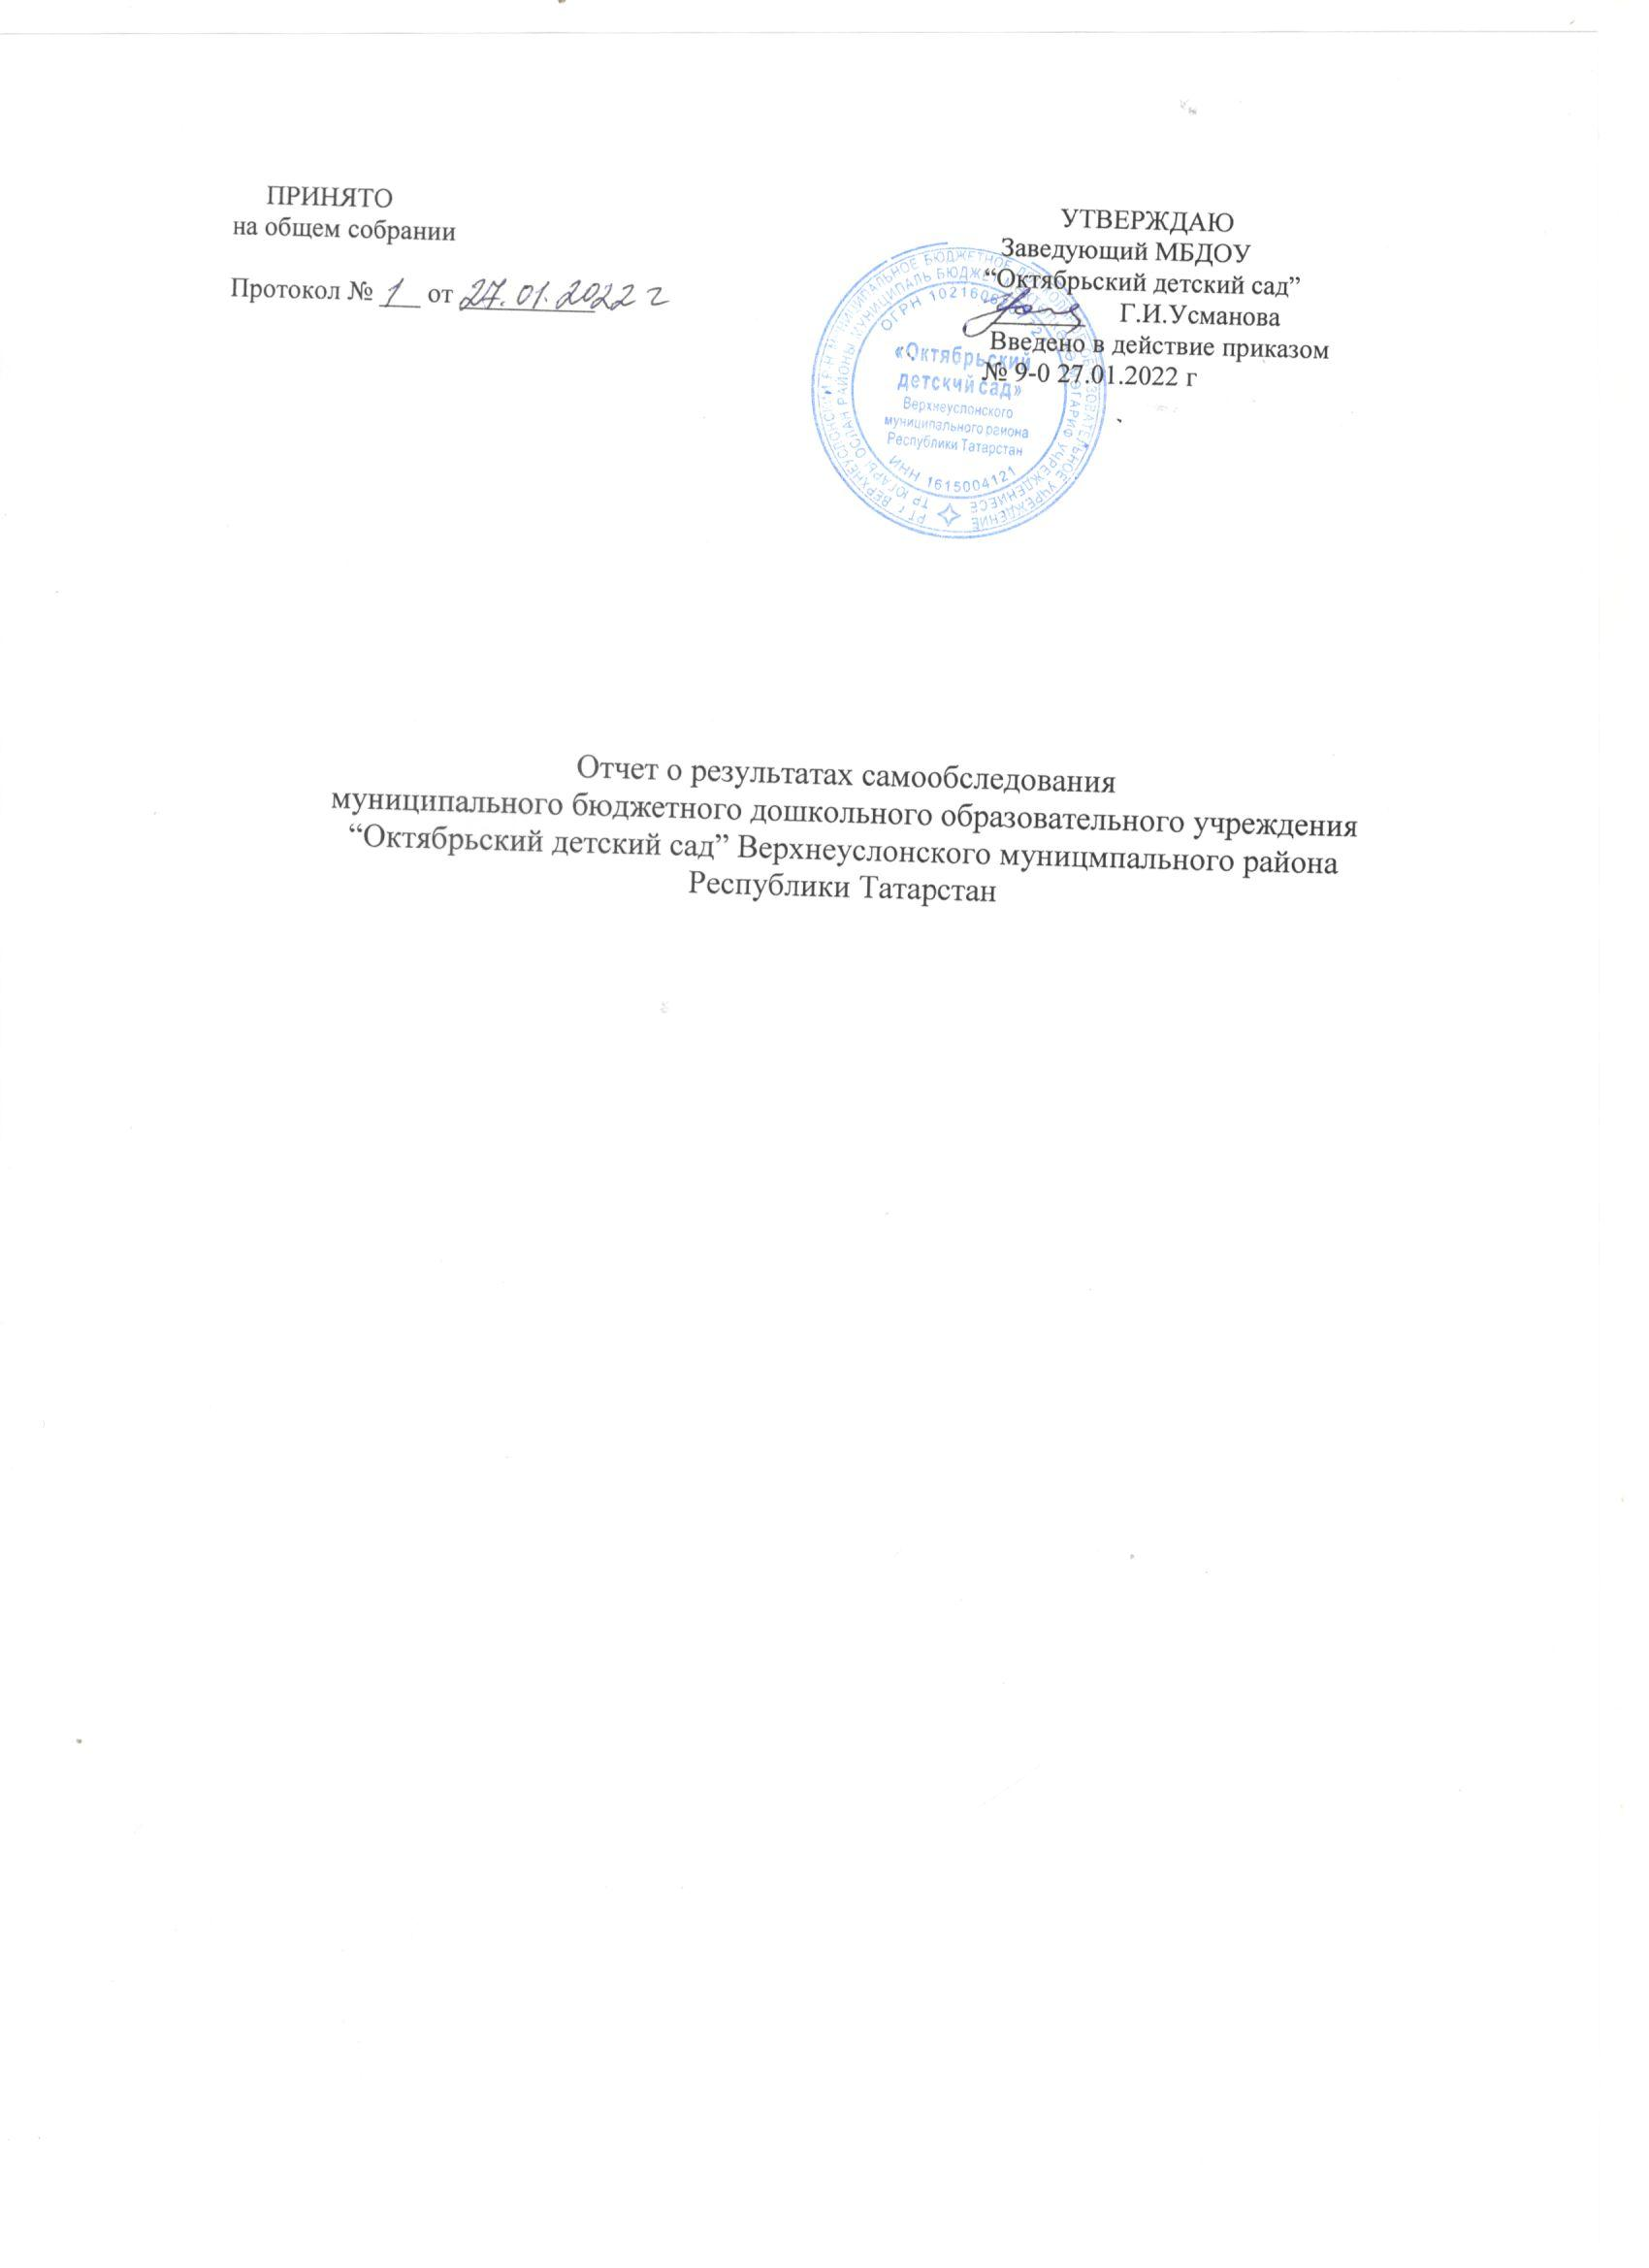 ПРИНЯТО
на общем собрании
Протокол № 1 от 27.01.2022 г
УТВЕРЖДАЮ
Заведующий МБДОУ
“Октябрьский детский сад”
Г.И.Усманова
Введено в действие приказом
№ 9-0 27.01.2022 г
«Октябрьский
детский сад»
Верхнеуслонского
муниципального района
Республики Татарстан
ИНН 1615004121
Отчет о результатах самообследования
муниципального бюджетного дошкольного образовательного учреждения
“Октябрьский детский сад” Верхнеуслонского муницмпального района
Республики Татарстан